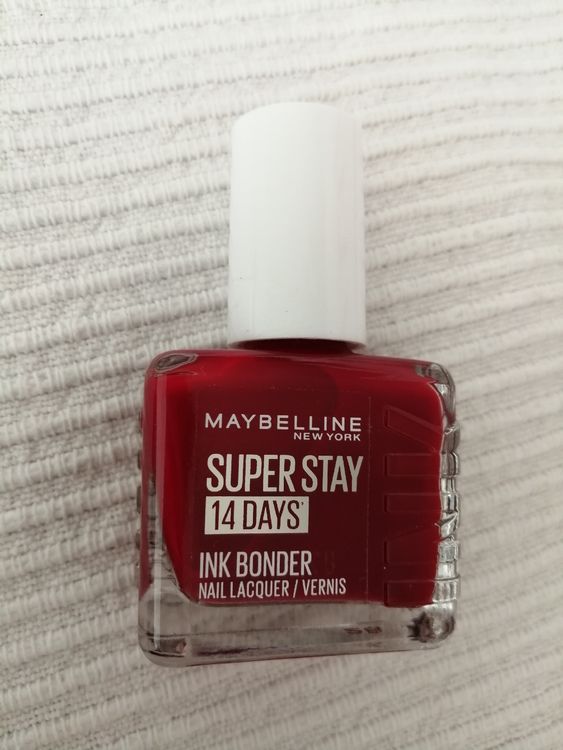 MAYBELLINE
NEW YORK
SUPER STAY
14 DAYS'
INK BONDER
NAIL LACQUER / VERNIS